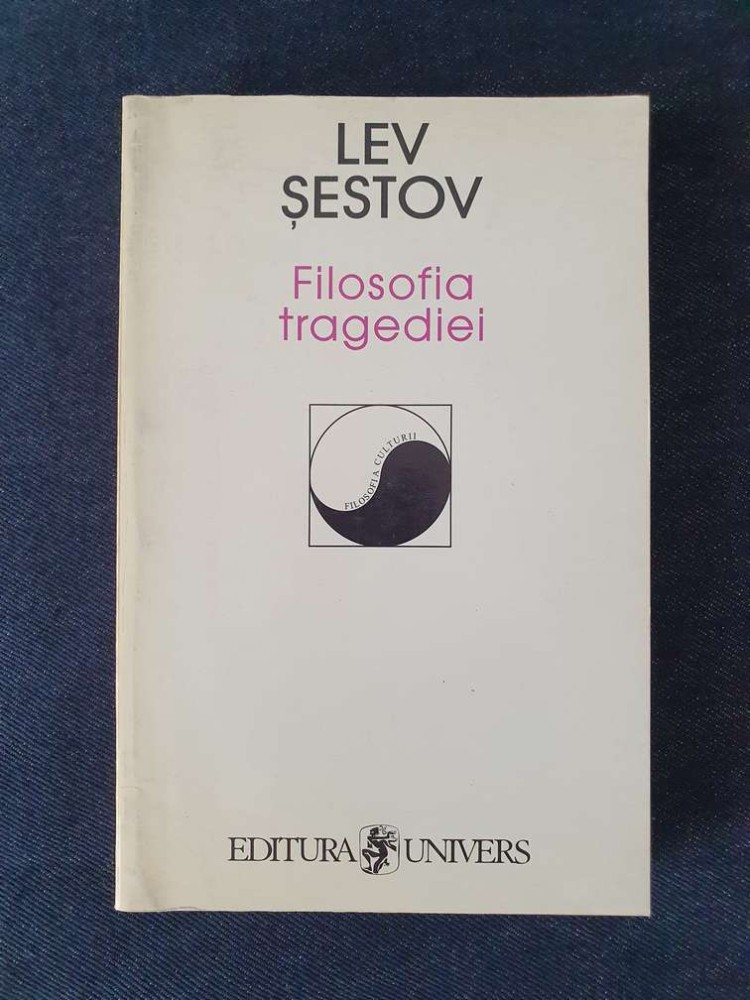 LEV
ȘESTOV
Filosofia
tragediei
FILOSOFIA CULTURII
EDITURA UNIVERS